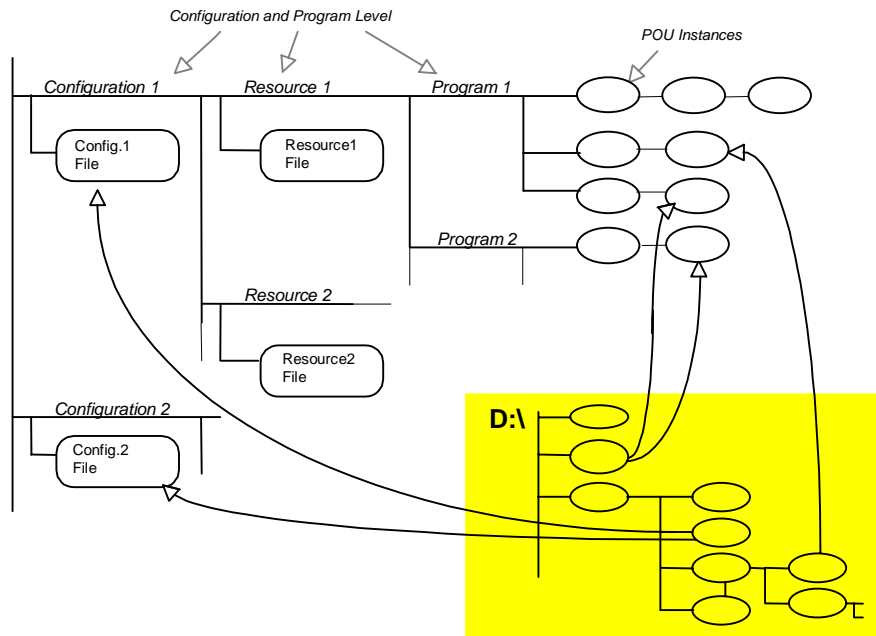 Configuration and Program Level
POU Instances
Configuration 1
Resource 1
Program 1
Config.1
File
Resource1
File
Program 2
Resource 2
Resource2
File
Configuration 2
Config.2
File
D:\